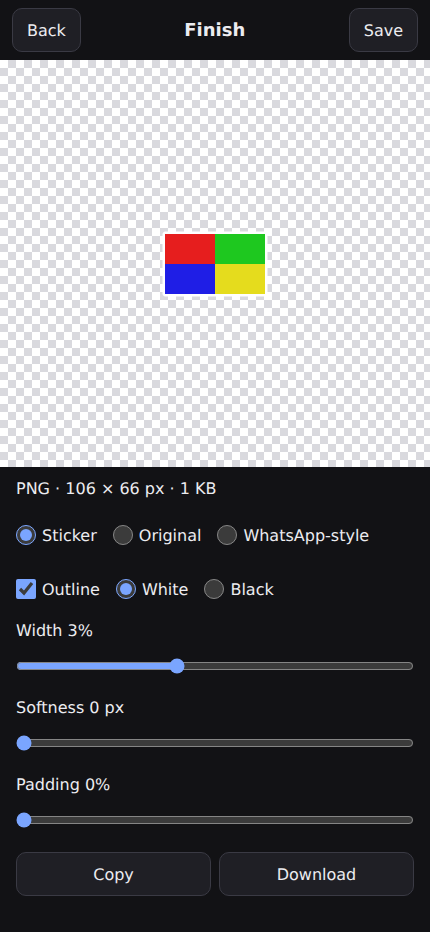 Back
Finish
Save
PNG · 106 × 66 px · 1 KB
Sticker
Original
WhatsApp-style
Outline
White
Black
Width 3%
Softness 0 px
Padding 0%
Copy
Download